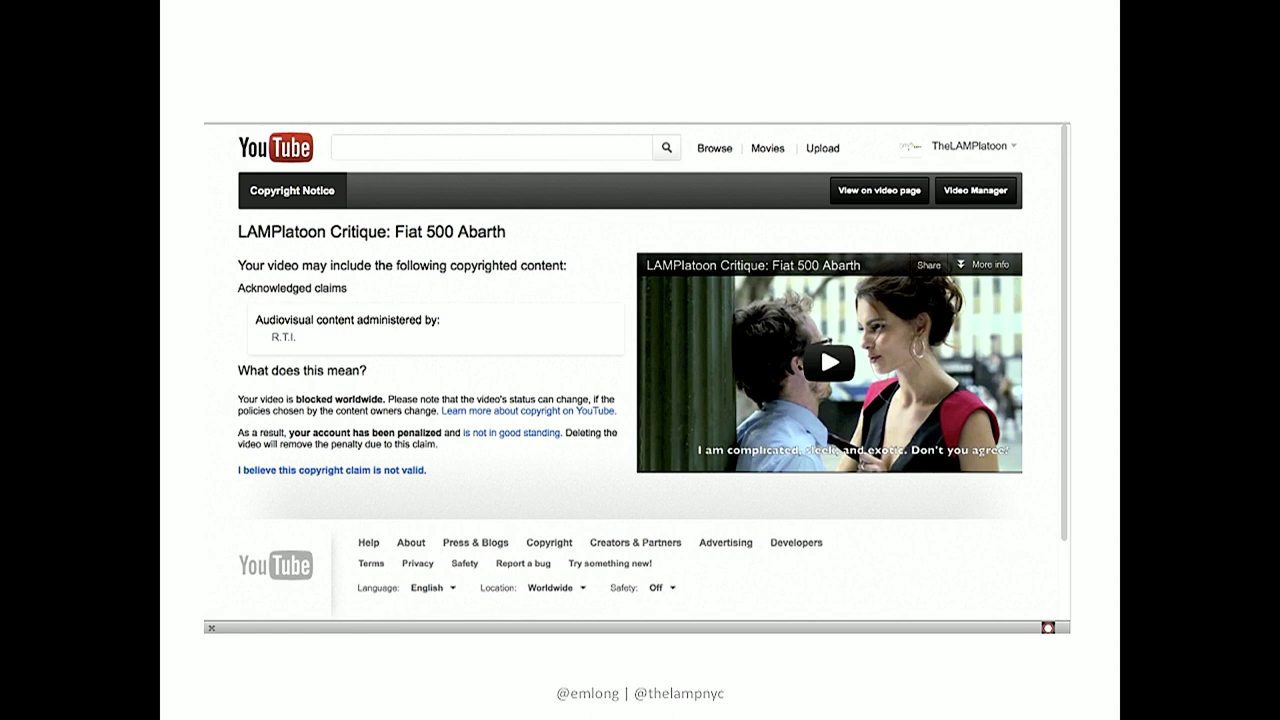 YouTube
Browse | Movies | Upload
TheLAMPlatoon
Copyright Notice
View on video page
Video Manager
LAMPlatoon Critique: Fiat 500 Abarth
Your video may include the following copyrighted content:
Acknowledged claims
Audiovisual content administered by:
R.T.I.
What does this mean?
Your video is blocked worldwide. Please note that the video's status can change, if the
policies chosen by the content owners change. Learn more about copyright on YouTube.
As a result, your account has been penalized and is not in good standing. Deleting the
video will remove the penalty due to this claim.
I believe this copyright claim is not valid.
LAMPlatoon Critique: Fiat 500 Abarth
Share
More info
I am complicated, sleek, and exotic. Don't you agree?
YouTube
Help About Press & Blogs Copyright Creators & Partners Advertising Developers
Terms Privacy Safety Report a bug Try something new!
Language: English Location: Worldwide Safety: Off
@emlong | @thelampnyc